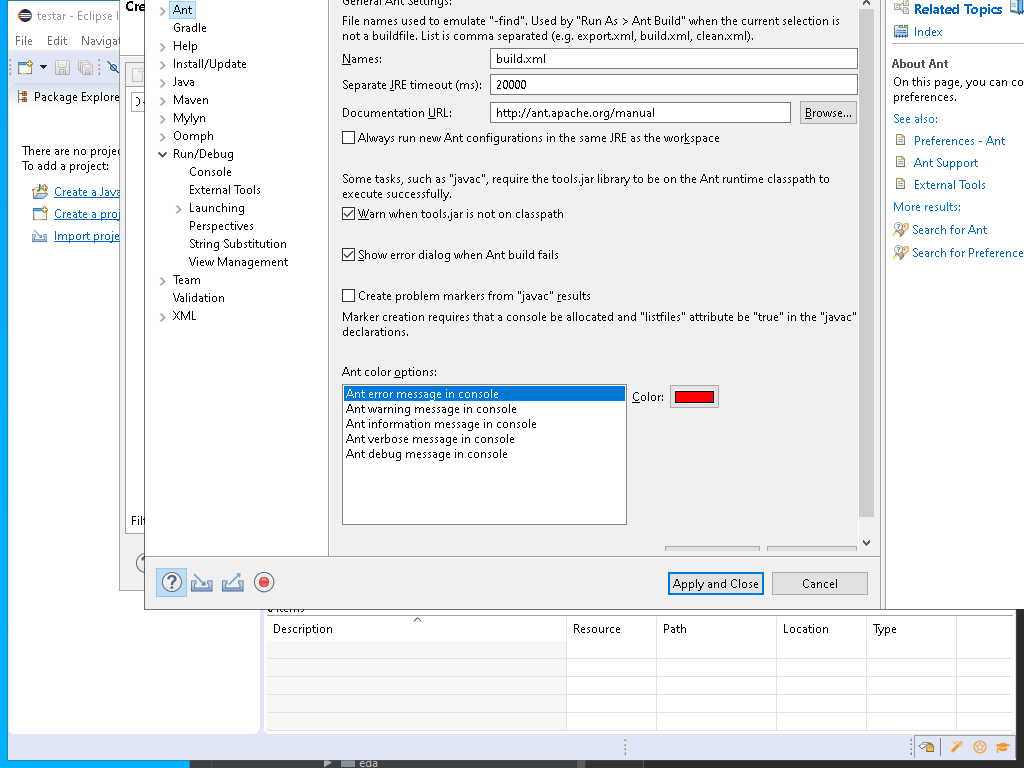 testar - Eclipse I
Cre
File Edit Navigat
Package Explore
There are no projec
To add a project:
Create a Java
Create a proj
Import proje
Ant
Gradle
Help
Install/Update
Java
Maven
Mylyn
Oomph
Run/Debug
Console
External Tools
Launching
Perspectives
String Substitution
View Management
Team
Validation
XML
Filt
General Ant Settings:
File names used to emulate "-find". Used by "Run As > Ant Build" when the current selection is
not a buildfile. List is comma separated (e.g. export.xml, build.xml, clean.xml).
Names: build.xml
Separate JRE timeout (ms): 20000
Documentation URL: http://ant.apache.org/manual Browse...
Always run new Ant configurations in the same JRE as the workspace
Some tasks, such as "javac", require the tools.jar library to be on the Ant runtime classpath to
execute successfully.
Warn when tools.jar is not on classpath
Show error dialog when Ant build fails
Create problem markers from "javac" results
Marker creation requires that a console be allocated and "listfiles" attribute be "true" in the "javac"
declarations.
Ant color options:
Ant error message in console
Ant warning message in console
Ant information message in console
Ant verbose message in console
Ant debug message in console
Color:
Apply and Close Cancel
Related Topics
Index
About Ant
On this page, you can co
preferences.
See also:
Preferences - Ant
Ant Support
External Tools
More results:
Search for Ant
Search for Preference
0 items
Description Resource Path Location Type
eda